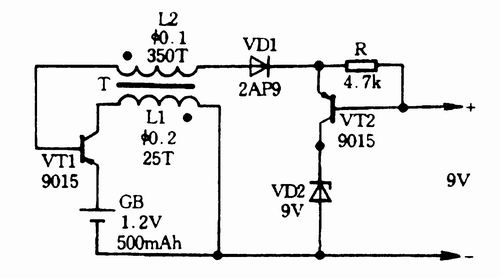 L2
ϕ0.1
350T
VD1
2AP9
R
4.7k
T
L1
ϕ0.2
25T
VT1
9015
VT2
9015
+
GB
1.2V
500mAh
VD2
9V
9V
−